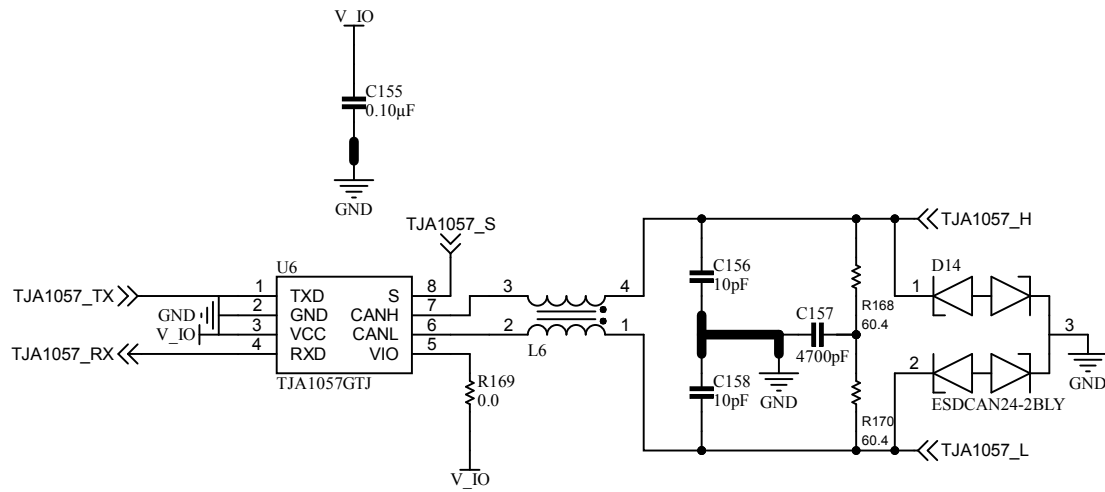 V_IO
C155
0.10µF
GND
TJA1057_S
TJA1057_H
U6
D14
TJA1057_TX
1
TXD
S
8
3
4
C156
10pF
1
GND
2
GND
CANH
7
R168
60.4
C157
V_IO
3
VCC
CANL
6
2
1
3
TJA1057_RX
4
RXD
VIO
5
L6
4700pF
GND
TJA1057GTJ
R169
0.0
C158
10pF
GND
2
ESDCAN24-2BLY
R170
60.4
TJA1057_L
V_IO